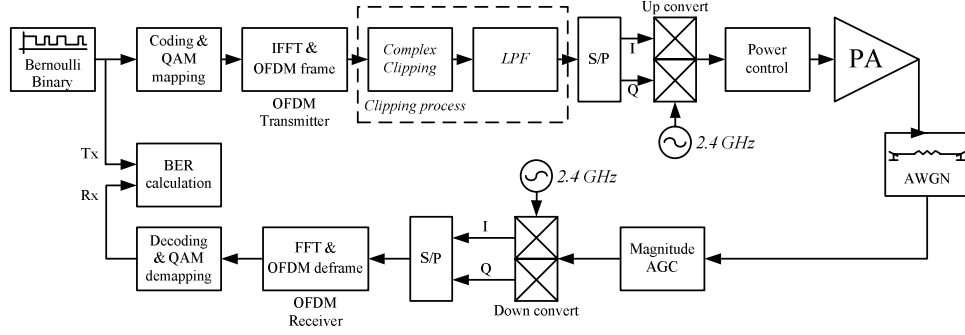 Bernoulli
Binary
Coding &
QAM
mapping
IFFT &
OFDM frame
OFDM
Transmitter
Complex
Clipping
LPF
Clipping process
S/P
I
Q
Up convert
2.4 GHz
Power
control
PA
AWGN
Tx
Rx
BER
calculation
Decoding
& QAM
demapping
FFT &
OFDM deframe
OFDM
Receiver
S/P
I
Q
2.4 GHz
Down convert
Magnitude
AGC